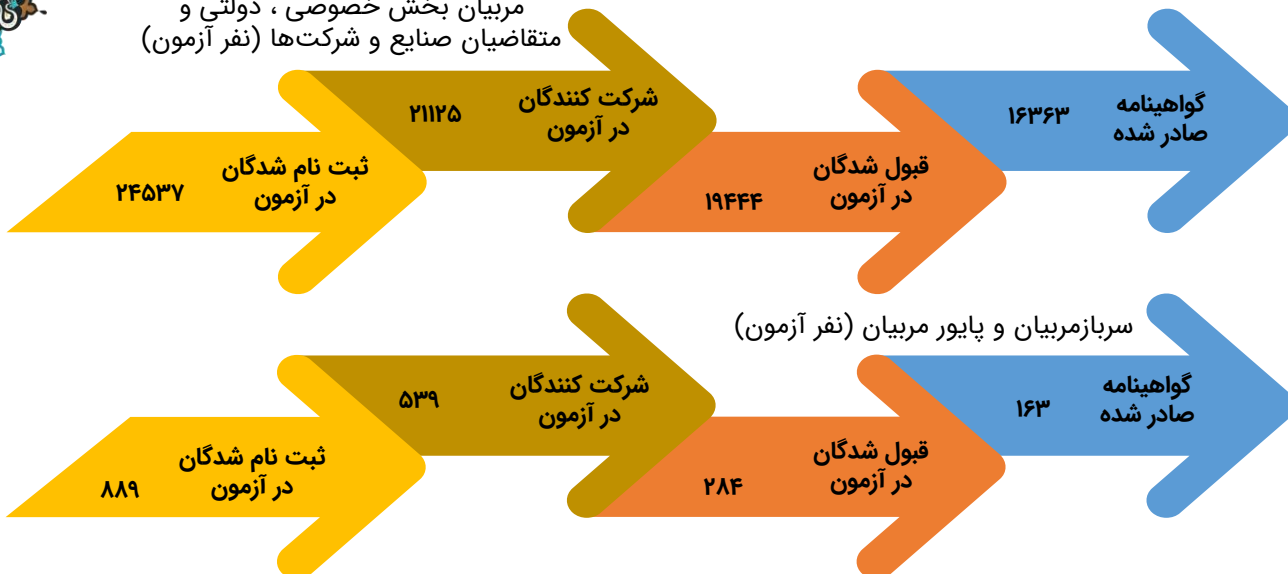 مربیان بخش خصوصی ، دولتی و
متقاضیان صنایع و شرکت‌ها (نفر آزمون)
ثبت نام شدگان
در آزمون
۲۴۵۳۷
شرکت کنندگان
در آزمون
۲۱۱۲۵
قبول شدگان
در آزمون
۱۹۴۴۴
گواهینامه
صادر شده
۱۶۳۶۳
سربازمربیان و پایور مربیان (نفر آزمون)
ثبت نام شدگان
در آزمون
۸۸۹
شرکت کنندگان
در آزمون
۵۳۹
قبول شدگان
در آزمون
۲۸۴
گواهینامه
صادر شده
۱۶۳